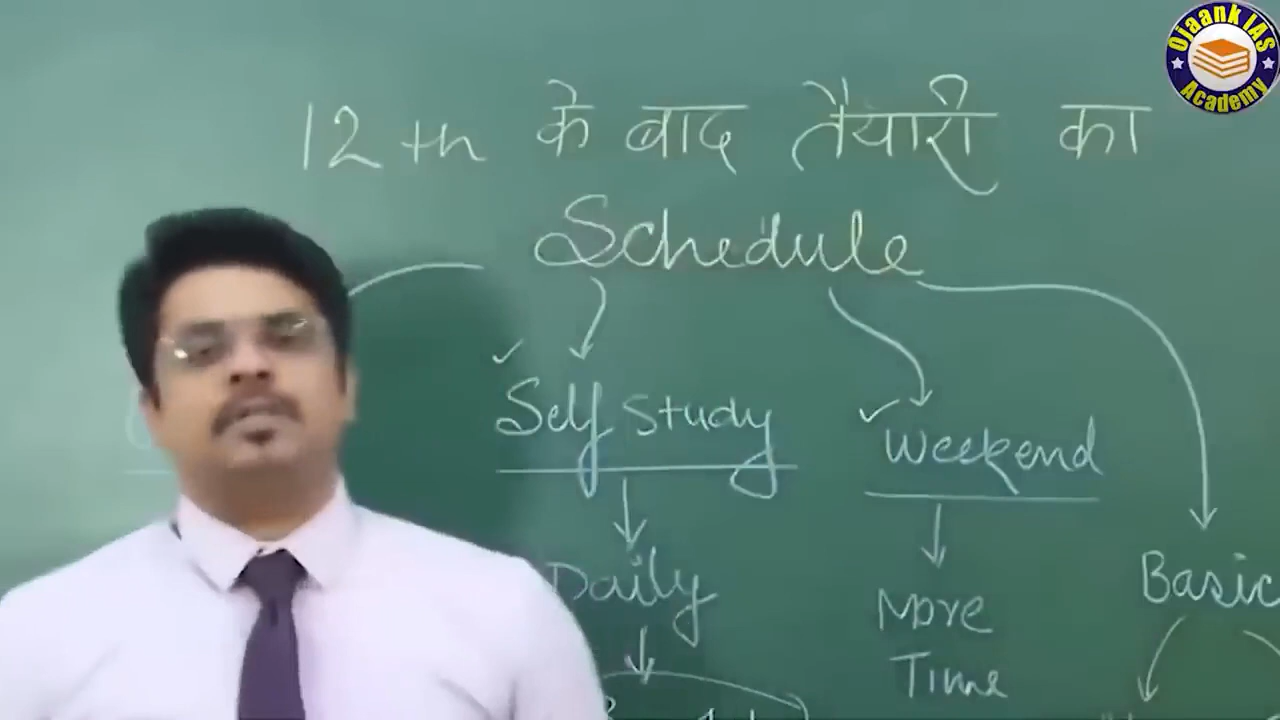 Ojaank IAS
Academy
12th के बाद तैयारी का
Schedule
Self study
Weekend
Daily
More
Time
Basic